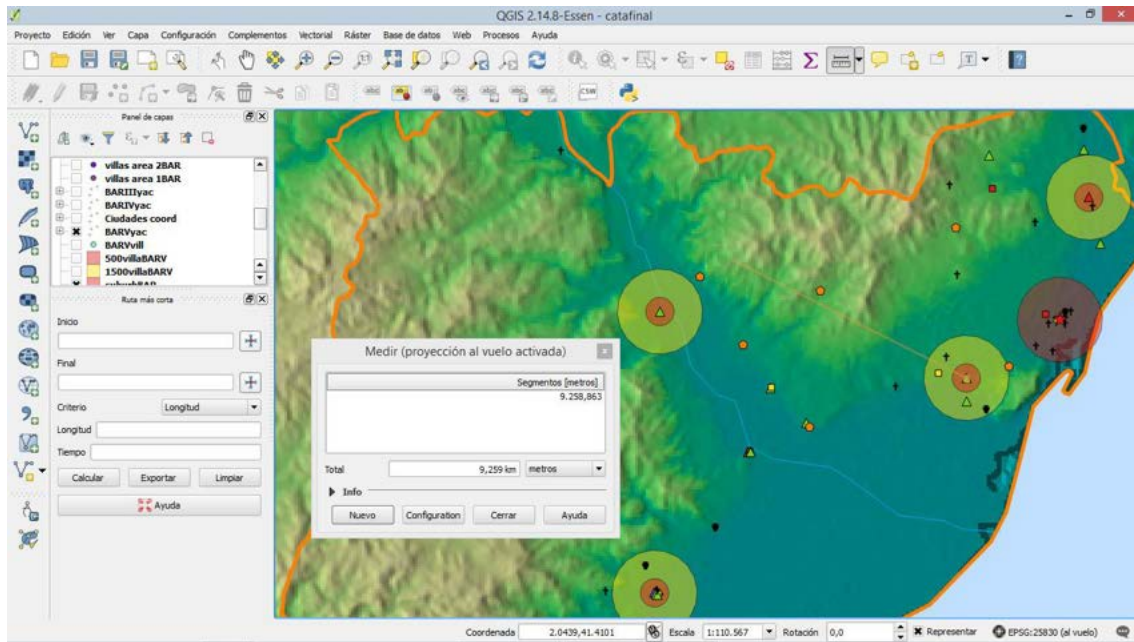 QGIS 2.14.8-Essen - catafinal
Proyecto Edición Ver Capa Configuración Complementos Vectorial Ráster Base de datos Web Procesos Ayuda
Panel de capas
villas area 2BAR
villas area 1BAR
BARIIIyac
BARIVyac
Ciudades coord
BARVyac
BARVvill
500villaBARV
1500villaBARV
Ruta más corta
Inicio
Final
Criterio Longitud
Longitud
Tiempo
Calcular Exportar Limpiar
Ayuda
Medir (proyección al vuelo activada)
Segmentos [metros]
9.258,863
Total 9,259 km metros
Info
Nuevo Configuration Cerrar Ayuda
Coordenada 2.0439,41.4101 Escala 1:110.567 Rotación 0,0 Representar EPSG:25830 (al vuelo)